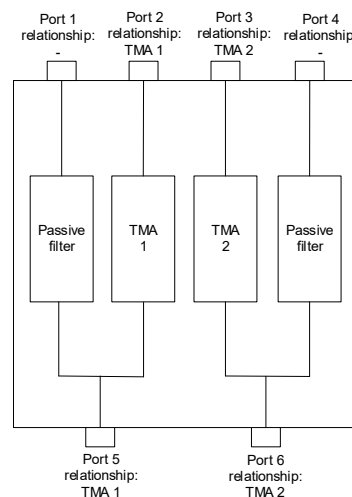 Port 1
relationship:
-
Port 2
relationship:
TMA 1
Port 3
relationship:
TMA 2
Port 4
relationship:
-
Passive
filter
TMA
1
TMA
2
Passive
filter
Port 5
relationship:
TMA 1
Port 6
relationship:
TMA 2